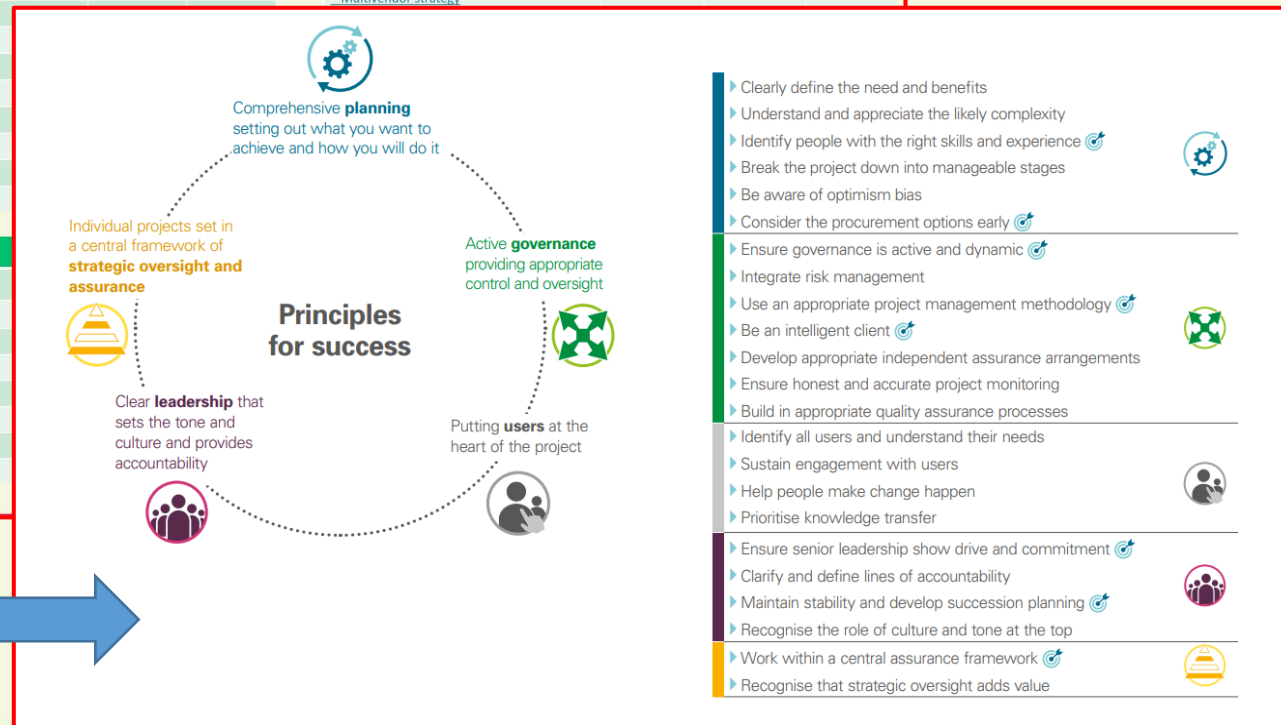 Multivendor strategy
Comprehensive planning
setting out what you want to
achieve and how you will do it
Individual projects set in
a central framework of
strategic oversight and
assurance
Active governance
providing appropriate
control and oversight
Principles
for success
Clear leadership that
sets the tone and
culture and provides
accountability
Putting users at the
heart of the project
Clearly define the need and benefits
Understand and appreciate the likely complexity
Identify people with the right skills and experience
Break the project down into manageable stages
Be aware of optimism bias
Consider the procurement options early
Ensure governance is active and dynamic
Integrate risk management
Use an appropriate project management methodology
Be an intelligent client
Develop appropriate independent assurance arrangements
Ensure honest and accurate project monitoring
Build in appropriate quality assurance processes
Identify all users and understand their needs
Sustain engagement with users
Help people make change happen
Prioritise knowledge transfer
Ensure senior leadership show drive and commitment
Clarify and define lines of accountability
Maintain stability and develop succession planning
Recognise the role of culture and tone at the top
Work within a central assurance framework
Recognise that strategic oversight adds value